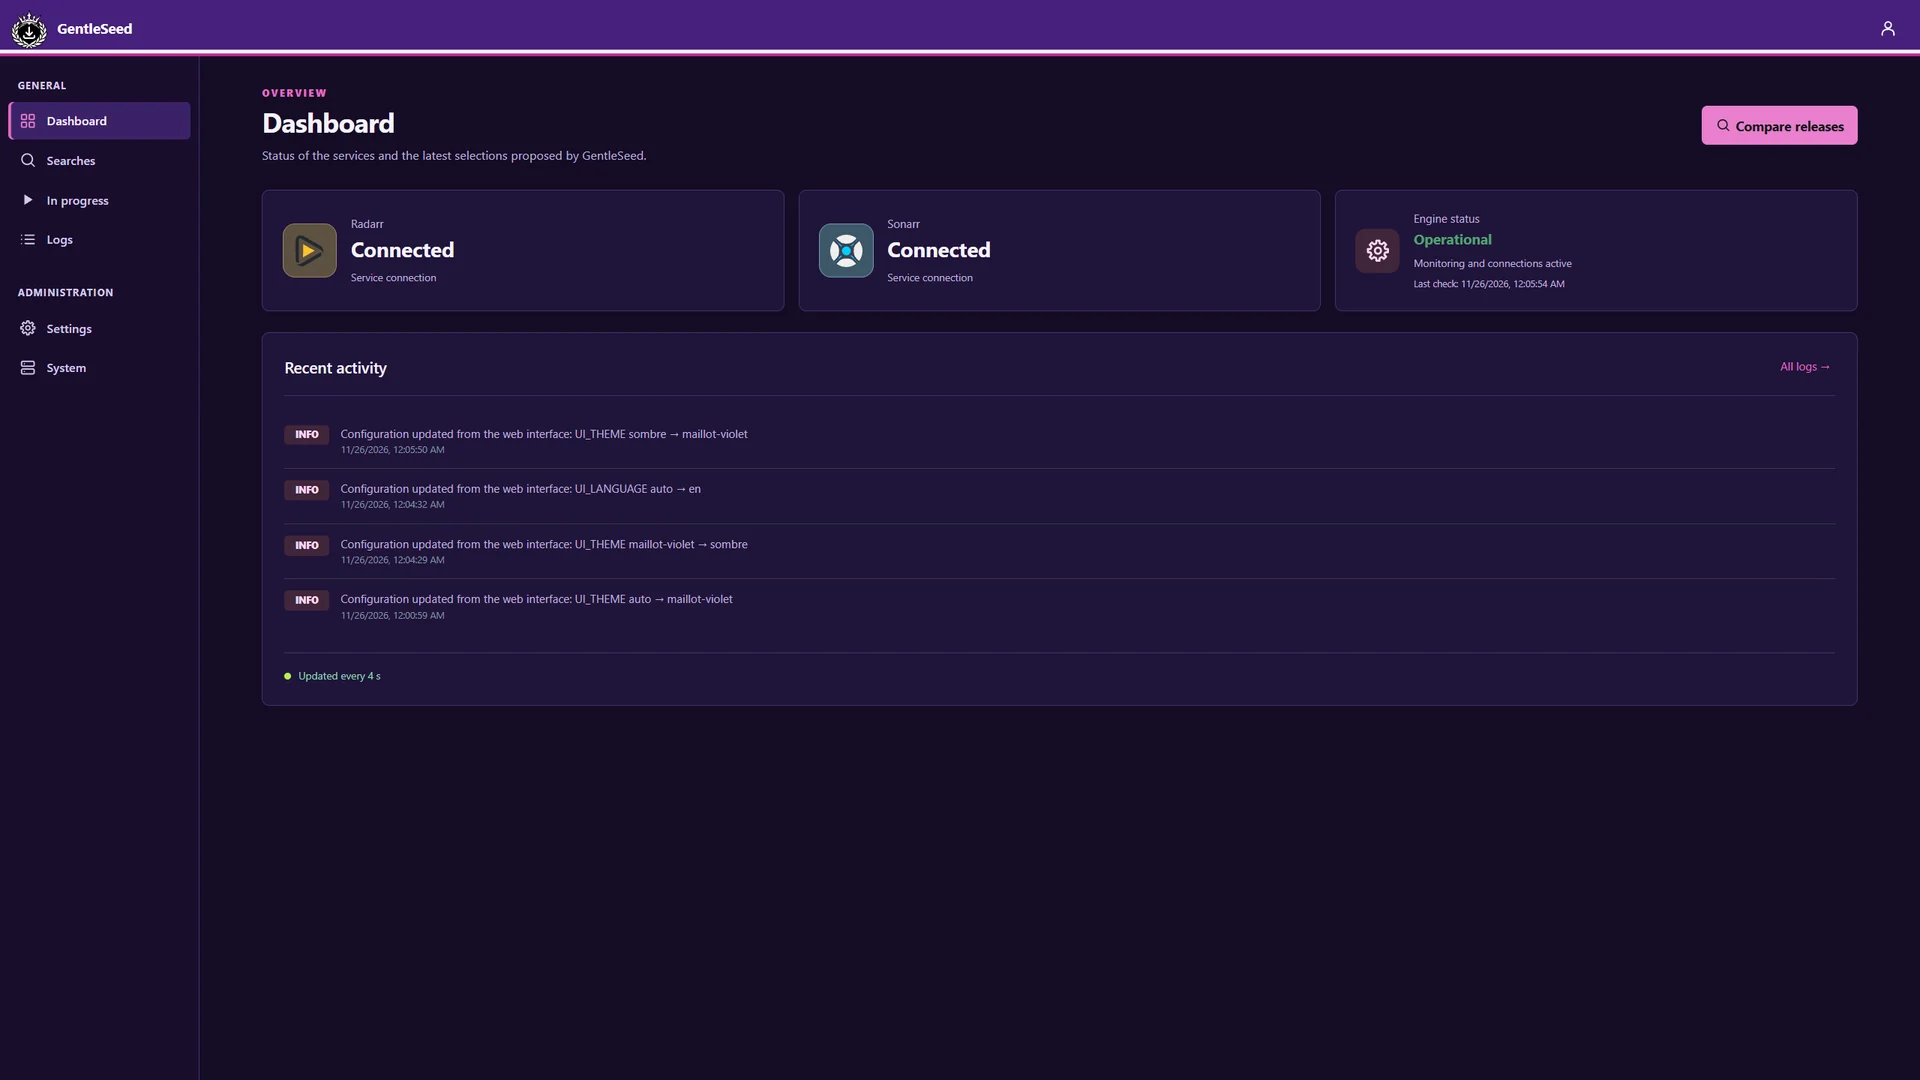 GentleSeed
GENERAL
Dashboard
Searches
In progress
Logs
ADMINISTRATION
Settings
System
OVERVIEW
Dashboard
Status of the services and the latest selections proposed by GentleSeed.
Compare releases
Radarr
Connected
Service connection
Sonarr
Connected
Service connection
Engine status
Operational
Monitoring and connections active
Last check: 11/26/2026, 12:05:54 AM
Recent activity
All logs →
INFO
Configuration updated from the web interface: UI_THEME sombre → maillot-violet
11/26/2026, 12:05:50 AM
INFO
Configuration updated from the web interface: UI_LANGUAGE auto → en
11/26/2026, 12:04:32 AM
INFO
Configuration updated from the web interface: UI_THEME maillot-violet → sombre
11/26/2026, 12:04:29 AM
INFO
Configuration updated from the web interface: UI_THEME auto → maillot-violet
11/26/2026, 12:00:59 AM
Updated every 4 s